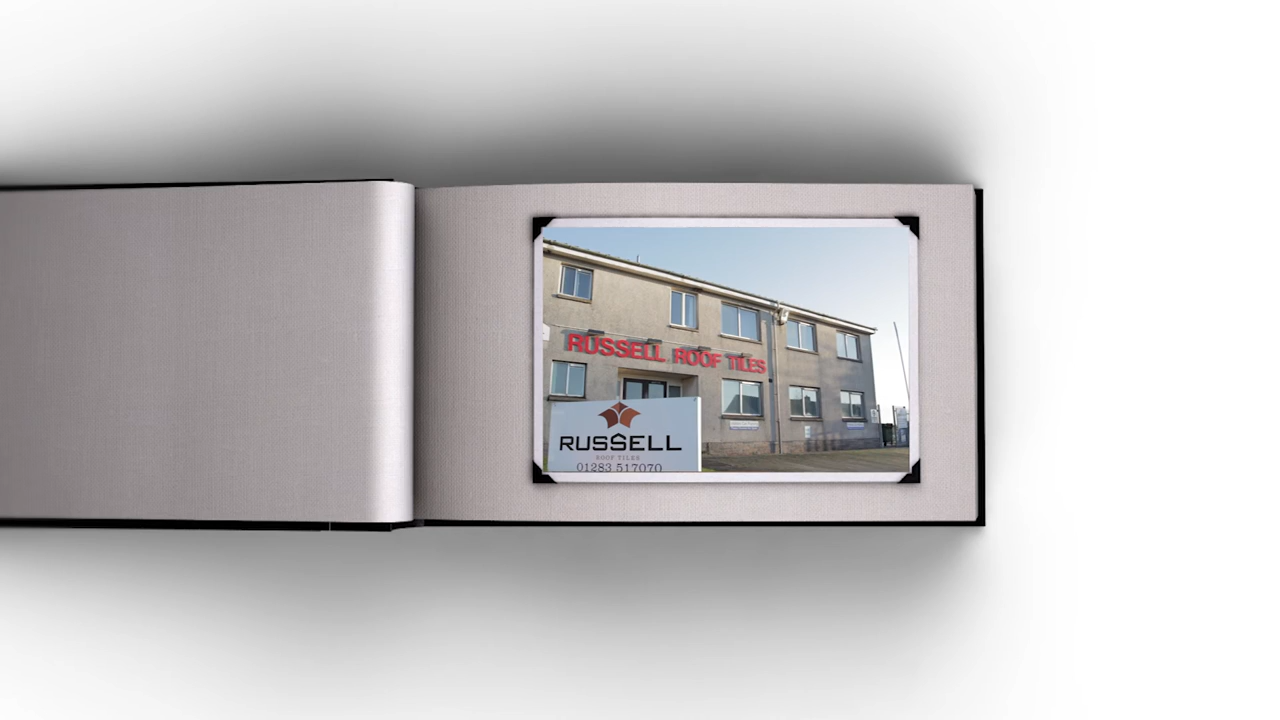 RUSSELL ROOF TILES
RUSSELL
ROOF TILES
01283 517070